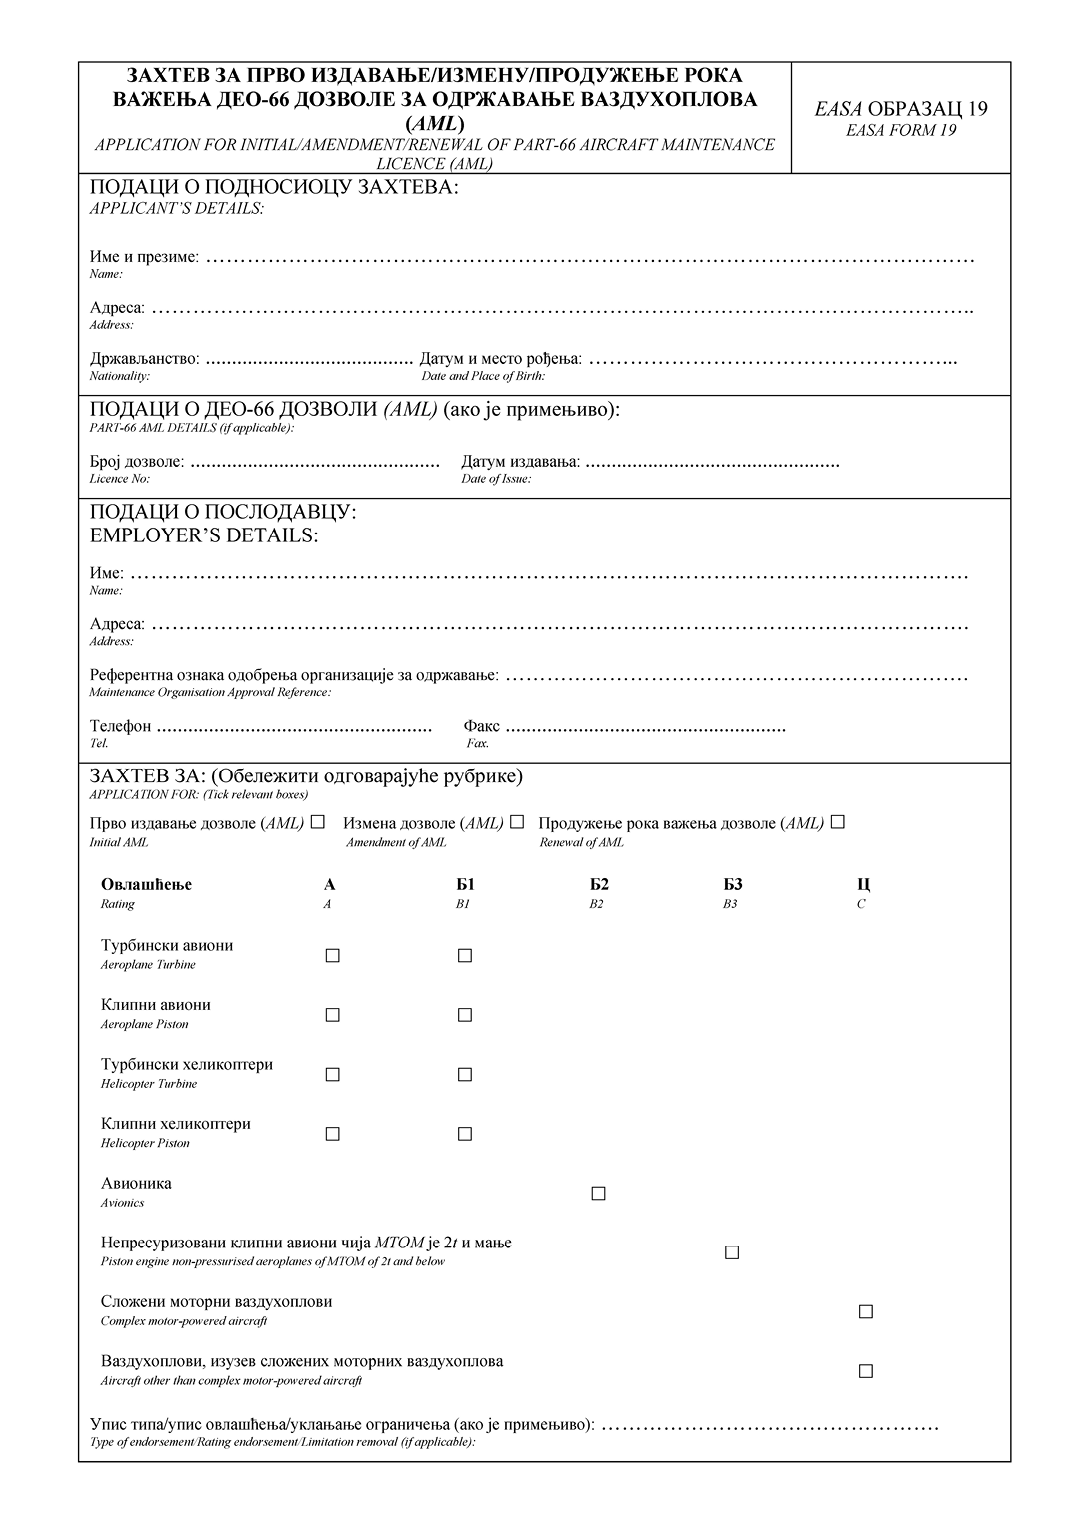 ЗАХТЕВ ЗА ПРВО ИЗДАВАЊЕ/ИЗМЕНУ/ПРОДУЖЕЊЕ РОКА
ВАЖЕЊА ДЕО-66 ДОЗВОЛЕ ЗА ОДРЖАВАЊЕ ВАЗДУХОПЛОВА
(AML)
APPLICATION FOR INITIAL/AMENDMENT/RENEWAL OF PART-66 AIRCRAFT MAINTENANCE
LICENCE (AML)
EASA ОБРАЗАЦ 19
EASA FORM 19
ПОДАЦИ О ПОДНОСИОЦУ ЗАХТЕВА:
APPLICANT'S DETAILS:
Име и презиме: ……………………………………………………………………………………………………
Name:
Адреса: …………………………………………………………………………………………………………..
Address:
Држављанство: ........................................ Датум и место рођења: ……………………………………………..
Nationality: Date and Place of Birth:
ПОДАЦИ О ДЕО-66 ДОЗВОЛИ (AML) (ако је примењиво):
PART-66 AML DETAILS (if applicable):
Број дозволе: ................................................ Датум издавања: .................................................
Licence No: Date of Issue:
ПОДАЦИ О ПОСЛОДАВЦУ:
EMPLOYER'S DETAILS:
Име: …………………………………………………………………………………………………………….
Name:
Адреса: ………………………………………………………………………………………………………….
Address:
Референтна ознака одобрења организације за одржавање: ………………………………………………………….
Maintenance Organisation Approval Reference:
Телефон ..................................................... Факс ......................................................
Tel. Fax.
ЗАХТЕВ ЗА: (Обележити одговарајуће рубрике)
APPLICATION FOR: (Tick relevant boxes)
Прво издавање дозволе (AML) ☐ Измена дозволе (AML) ☐ Продужење рока важења дозволе (AML) ☐
Initial AML Amendment of AML Renewal of AML
Овлашћење А Б1 Б2 Б3 Ц
Rating A B1 B2 B3 C
Турбински авиони ☐ ☐
Aeroplane Turbine
Клипни авиони ☐ ☐
Aeroplane Piston
Турбински хеликоптери ☐ ☐
Helicopter Turbine
Клипни хеликоптери ☐ ☐
Helicopter Piston
Авионика ☐
Avionics
Непресуризовани клипни авиони чија MTOM је 2t и мање ☐
Piston engine non-pressurised aeroplanes of MTOM of 2t and below
Сложени моторни ваздухоплови ☐
Complex motor-powered aircraft
Ваздухоплови, изузев сложених моторних ваздухоплова ☐
Aircraft other than complex motor-powered aircraft
Упис типа/упис овлашћења/уклањање ограничења (ако је примењиво): …………………………………………
Type of endorsement/Rating endorsement/Limitation removal (if applicable):